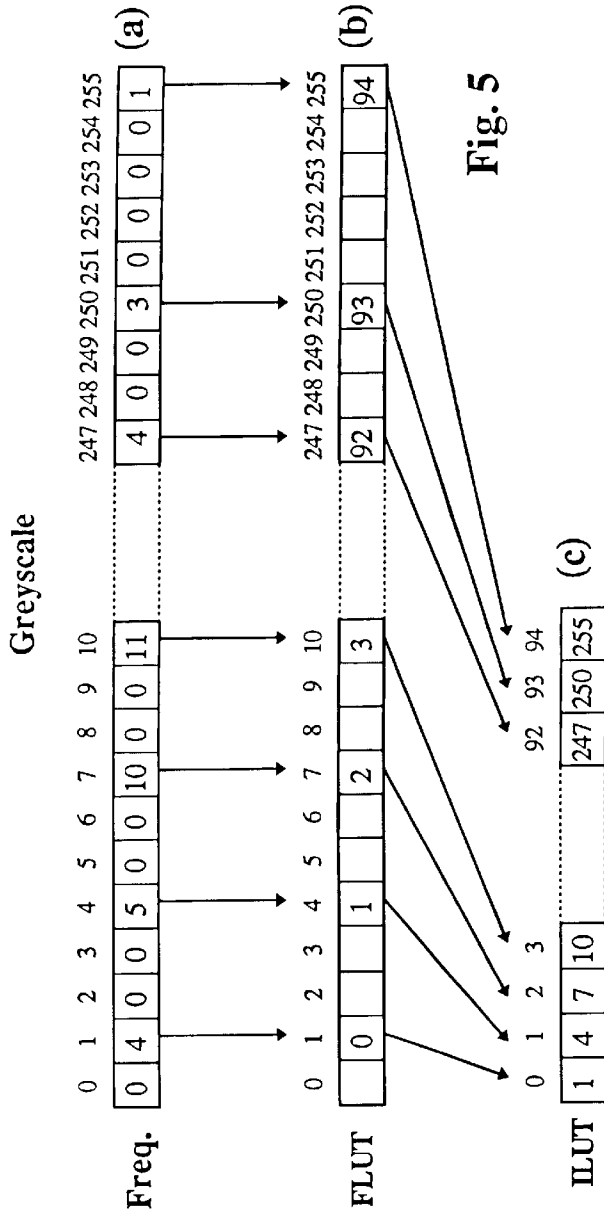 Greyscale
0 1 2 3 4 5 6 7 8 9 10 247 248 249 250 251 252 253 254 255
Freq. 0 4 0 0 5 0 0 10 0 0 11 4 0 0 3 0 0 0 0 1 (a)
0 1 2 3 4 5 6 7 8 9 10 247 248 249 250 251 252 253 254 255
FLUT 0 1 2 3 92 93 94 (b)
0 1 2 3 92 93 94
ILUT 1 4 7 10 247 250 255 (c)
Fig. 5